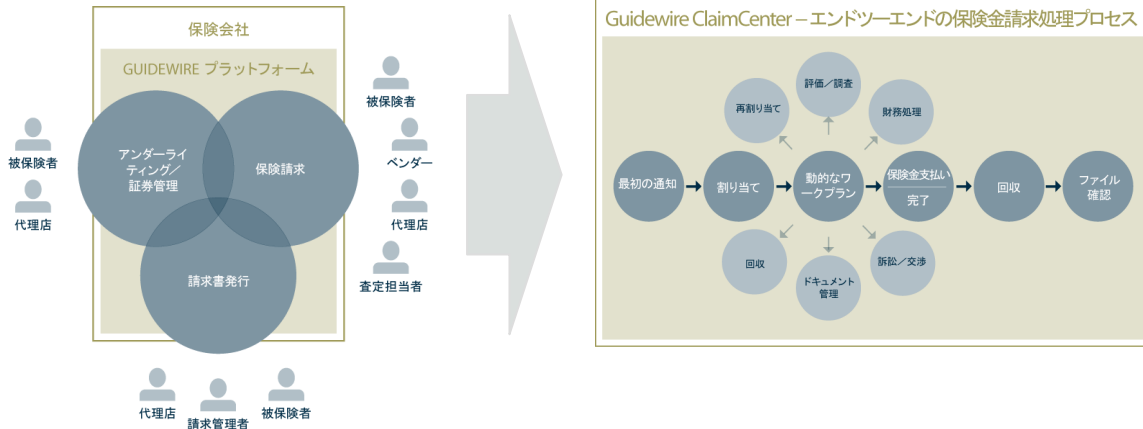 保険会社
GUIDEWIRE プラットフォーム
アンダーライ
ティング／
証券管理
保険請求
請求書発行
被保険者
代理店
被保険者
ベンダー
代理店
査定担当者
代理店
請求管理者
被保険者
Guidewire ClaimCenter – エンドツーエンドの保険金請求処理プロセス
再割り当て
評価／調査
財務処理
最初の通知
割り当て
動的なワ
ークプラン
保険金支払い
完了
回収
ファイル
確認
回収
ドキュメント
管理
訴訟／交渉